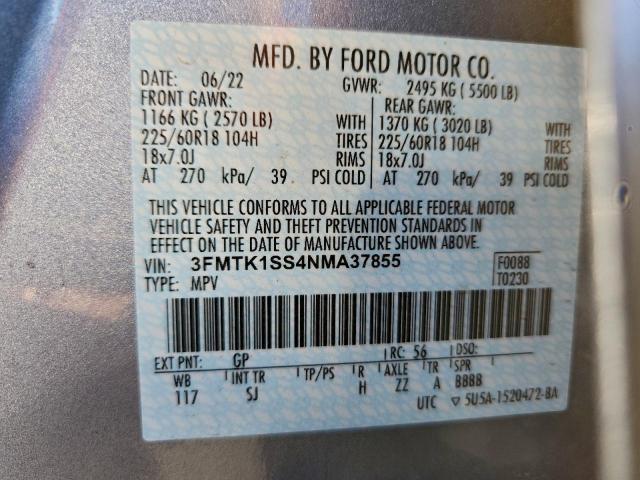 MFD. BY FORD MOTOR CO.
DATE: 06/22 GVWR: 2495 KG ( 5500 LB)
FRONT GAWR: REAR GAWR:
1166 KG ( 2570 LB) WITH 1370 KG ( 3020 LB) WITH
225/60R18 104H TIRES 225/60R18 104H TIRES
18x7.0J RIMS 18x7.0J RIMS
AT 270 kPa/ 39 PSI COLD AT 270 kPa/ 39 PSI COLD
THIS VEHICLE CONFORMS TO ALL APPLICABLE FEDERAL MOTOR
VEHICLE SAFETY AND THEFT PREVENTION STANDARDS IN
EFFECT ON THE DATE OF MANUFACTURE SHOWN ABOVE.
VIN: 3FMTK1SS4NMA37855 F0088
TYPE: MPV T0230
EXT PNT: GP RC: 56 DSO:
WB INT TR TP/PS R AXLE TR SPR
117 SJ H ZZ A BBBB
UTC ▽ 5U5A-1520472-BA